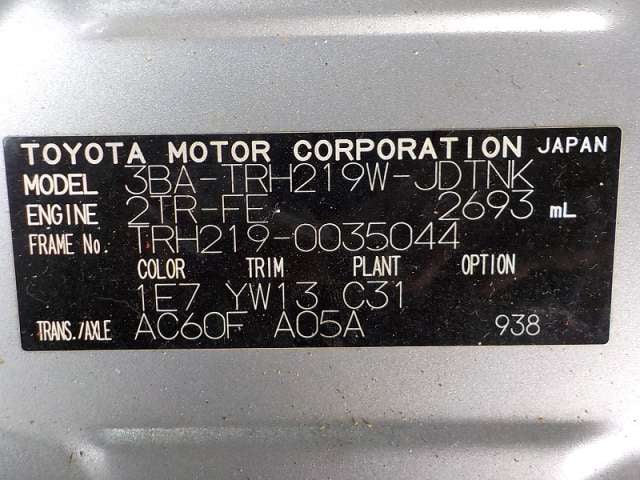 TOYOTA MOTOR CORPORATION JAPAN
MODEL 3BA-TRH219W-JDTNK
ENGINE 2TR-FE 2693 mL
FRAME No. TRH219-0035044
COLOR TRIM PLANT OPTION
1E7 YW13 C31
TRANS./AXLE AC60F A05A 938